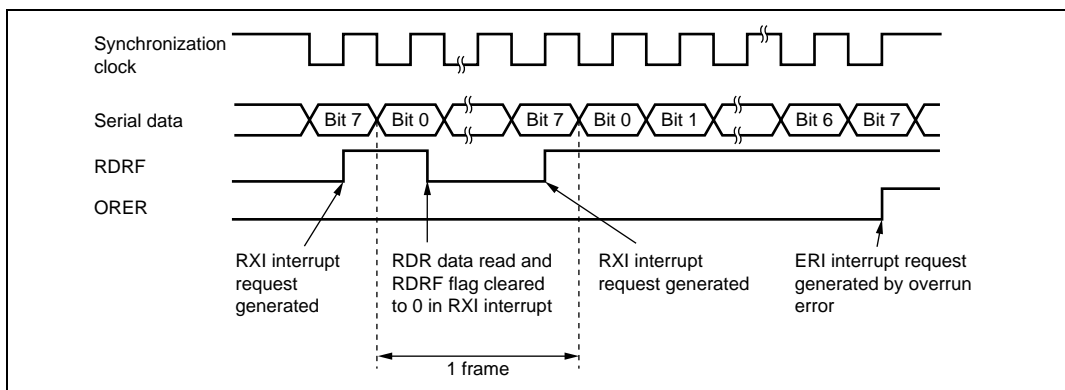 Synchronization
clock
Serial data
Bit 7
Bit 0
Bit 7
Bit 0
Bit 1
Bit 6
Bit 7
RDRF
ORER
RXI interrupt
request
generated
RDR data read and
RDRF flag cleared
to 0 in RXI interrupt
RXI interrupt
request generated
ERI interrupt request
generated by overrun
error
1 frame